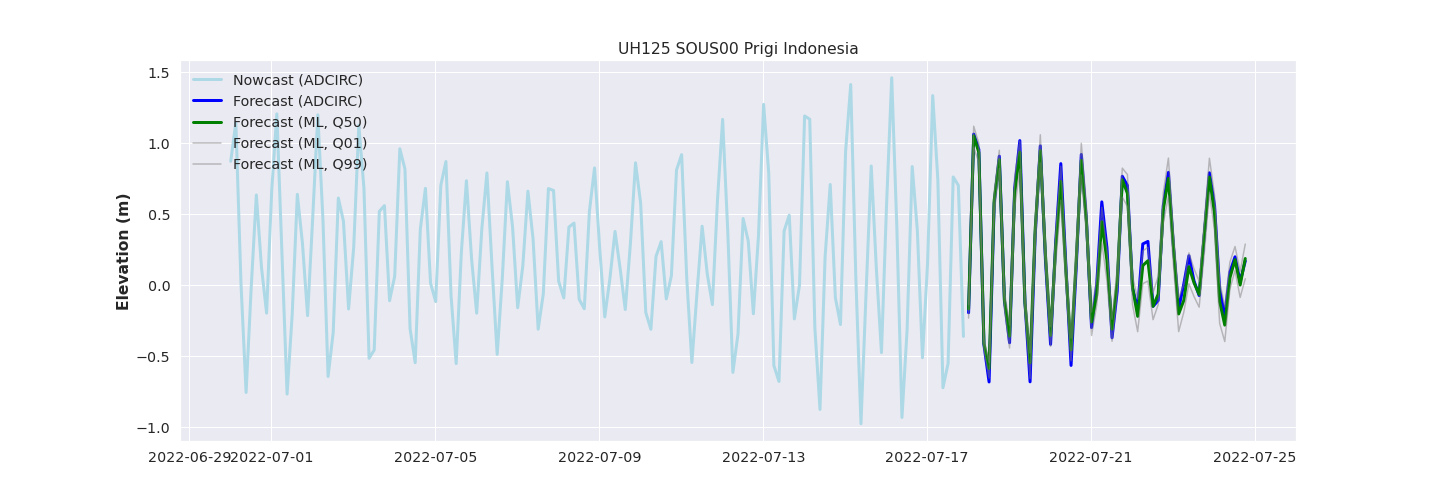 UH125 SOUS00 Prigi Indonesia
Nowcast (ADCIRC)
Forecast (ADCIRC)
Forecast (ML, Q50)
Forecast (ML, Q01)
Forecast (ML, Q99)
Elevation (m)
1.5
1.0
0.5
0.0
−0.5
−1.0
2022-06-29 2022-07-01 2022-07-05 2022-07-09 2022-07-13 2022-07-17 2022-07-21 2022-07-25